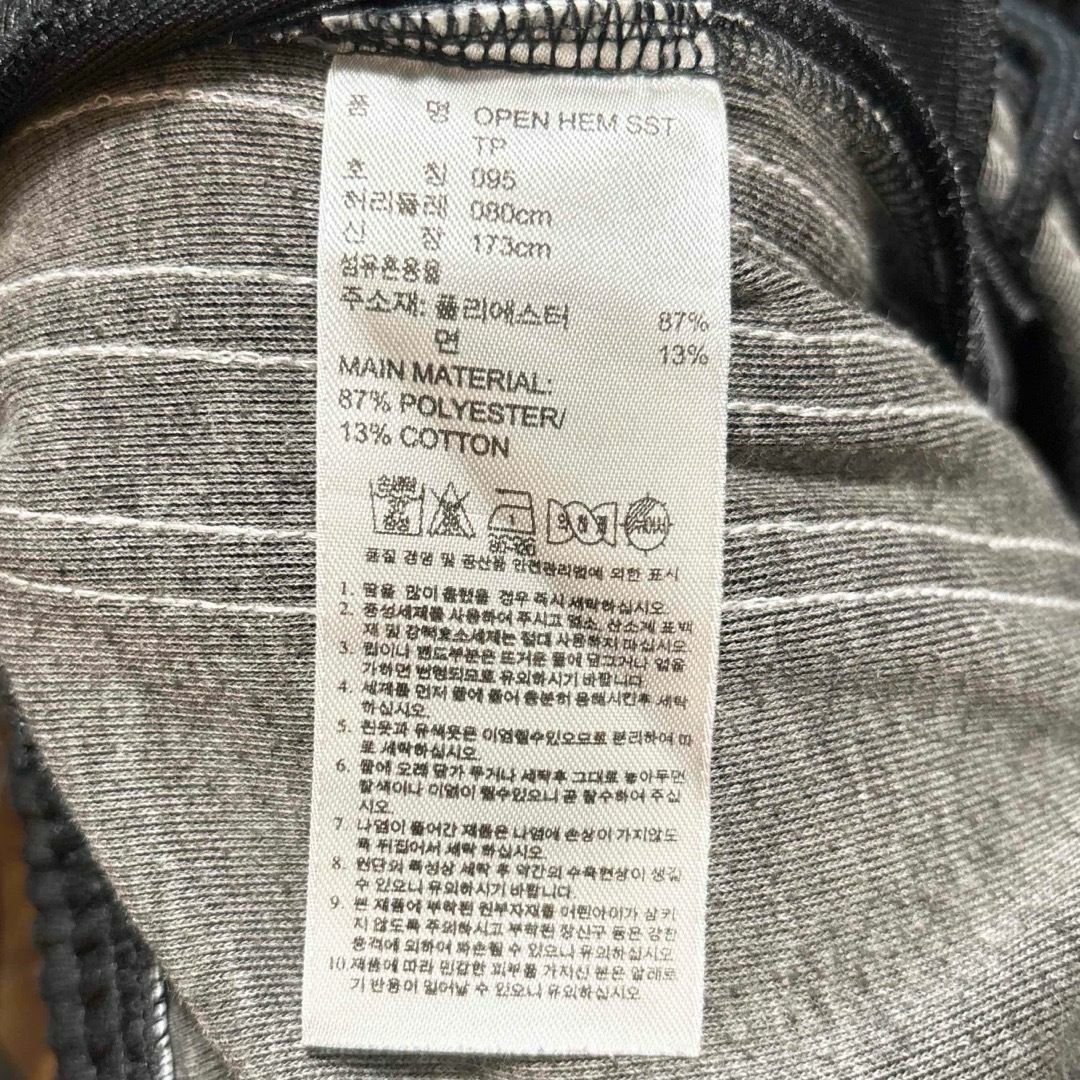 품 명 OPEN HEM SST
TP
호 칭 095
허리둘레 080cm
신 장 173cm
섬유혼용율
주소재: 폴리에스터 87%
면 13%
MAIN MATERIAL:
87% POLYESTER/
13% COTTON
손세탁
80-120
품질 경영 및 공산품 안전관리법에 의한 표시
1. 땀을 많이 흘렸을 경우 즉시 세탁하십시오.
2. 중성세제를 사용하여 주시고 염소, 산소계 표백
제 및 강력효소세제는 절대 사용하지 마십시오
3. 립이나 밴드부분은 뜨거운 물에 담그거나 열을
가하면 변형되므로 유의하시기 바랍니다.
4. 세제를 먼저 물에 풀어 충분히 용해시킨후 세탁
하십시오.
5. 흰옷과 유색옷은 이염될수있으므로 분리하여 따
로 세탁하십시오.
6. 물에 오래 담가 두거나 세탁후 그대로 놓아두면
탈색이나 이염이 될수있으니 곧 탈수하여 주십
시오.
7. 나염이 들어간 제품은 나염에 손상이 가지않도
록 뒤집어서 세탁 하십시오.
8. 원단의 특성상 세탁 후 약간의 수축현상이 생길
수 있으니 유의하시기 바랍니다.
9. 본 제품에 부착된 원부자재를 어린아이가 삼키
지 않도록 주의하시고 부착된 장신구 등은 강한
충격에 의하여 파손될 수 있으니 유의하십시오
10. 제품에 따라 민감한 피부를 가지신 분은 알레르
기 반응이 일어날 수 있으니 유의하십시오